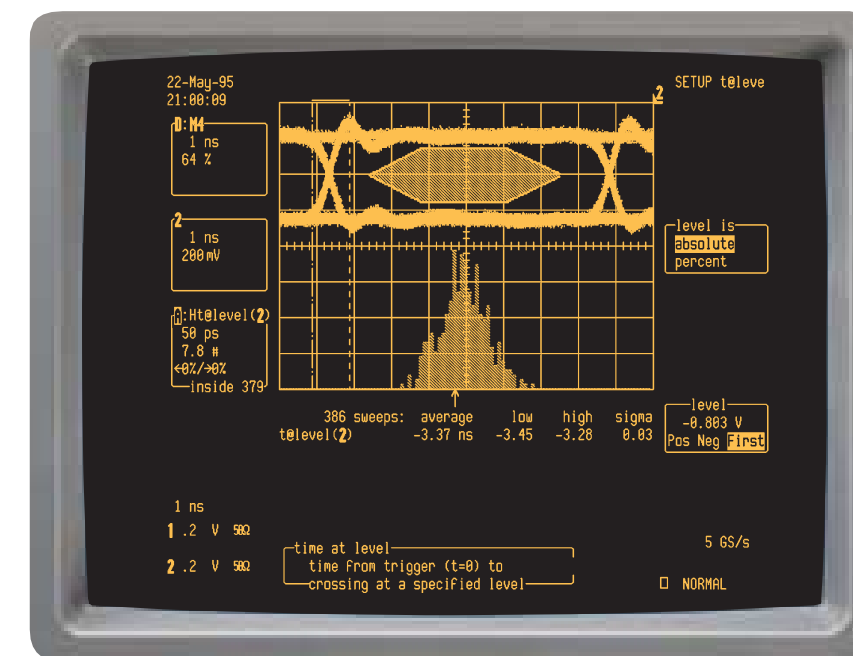 22-May-95
21:00:09
SETUP t@leve
2
D:M4
1 ns
64 %
2
1 ns
200 mV
level is
absolute
percent
A:Ht@level(2)
50 ps
7.8 #
←0%/→0%
inside 379
386 sweeps: average low high sigma
t@level(2) -3.37 ns -3.45 -3.28 0.03
level
-0.803 V
Pos Neg First
1 ns
1 .2 V 50Ω
2 .2 V 50Ω
time at level
time from trigger (t=0) to
crossing at a specified level
5 GS/s
NORMAL